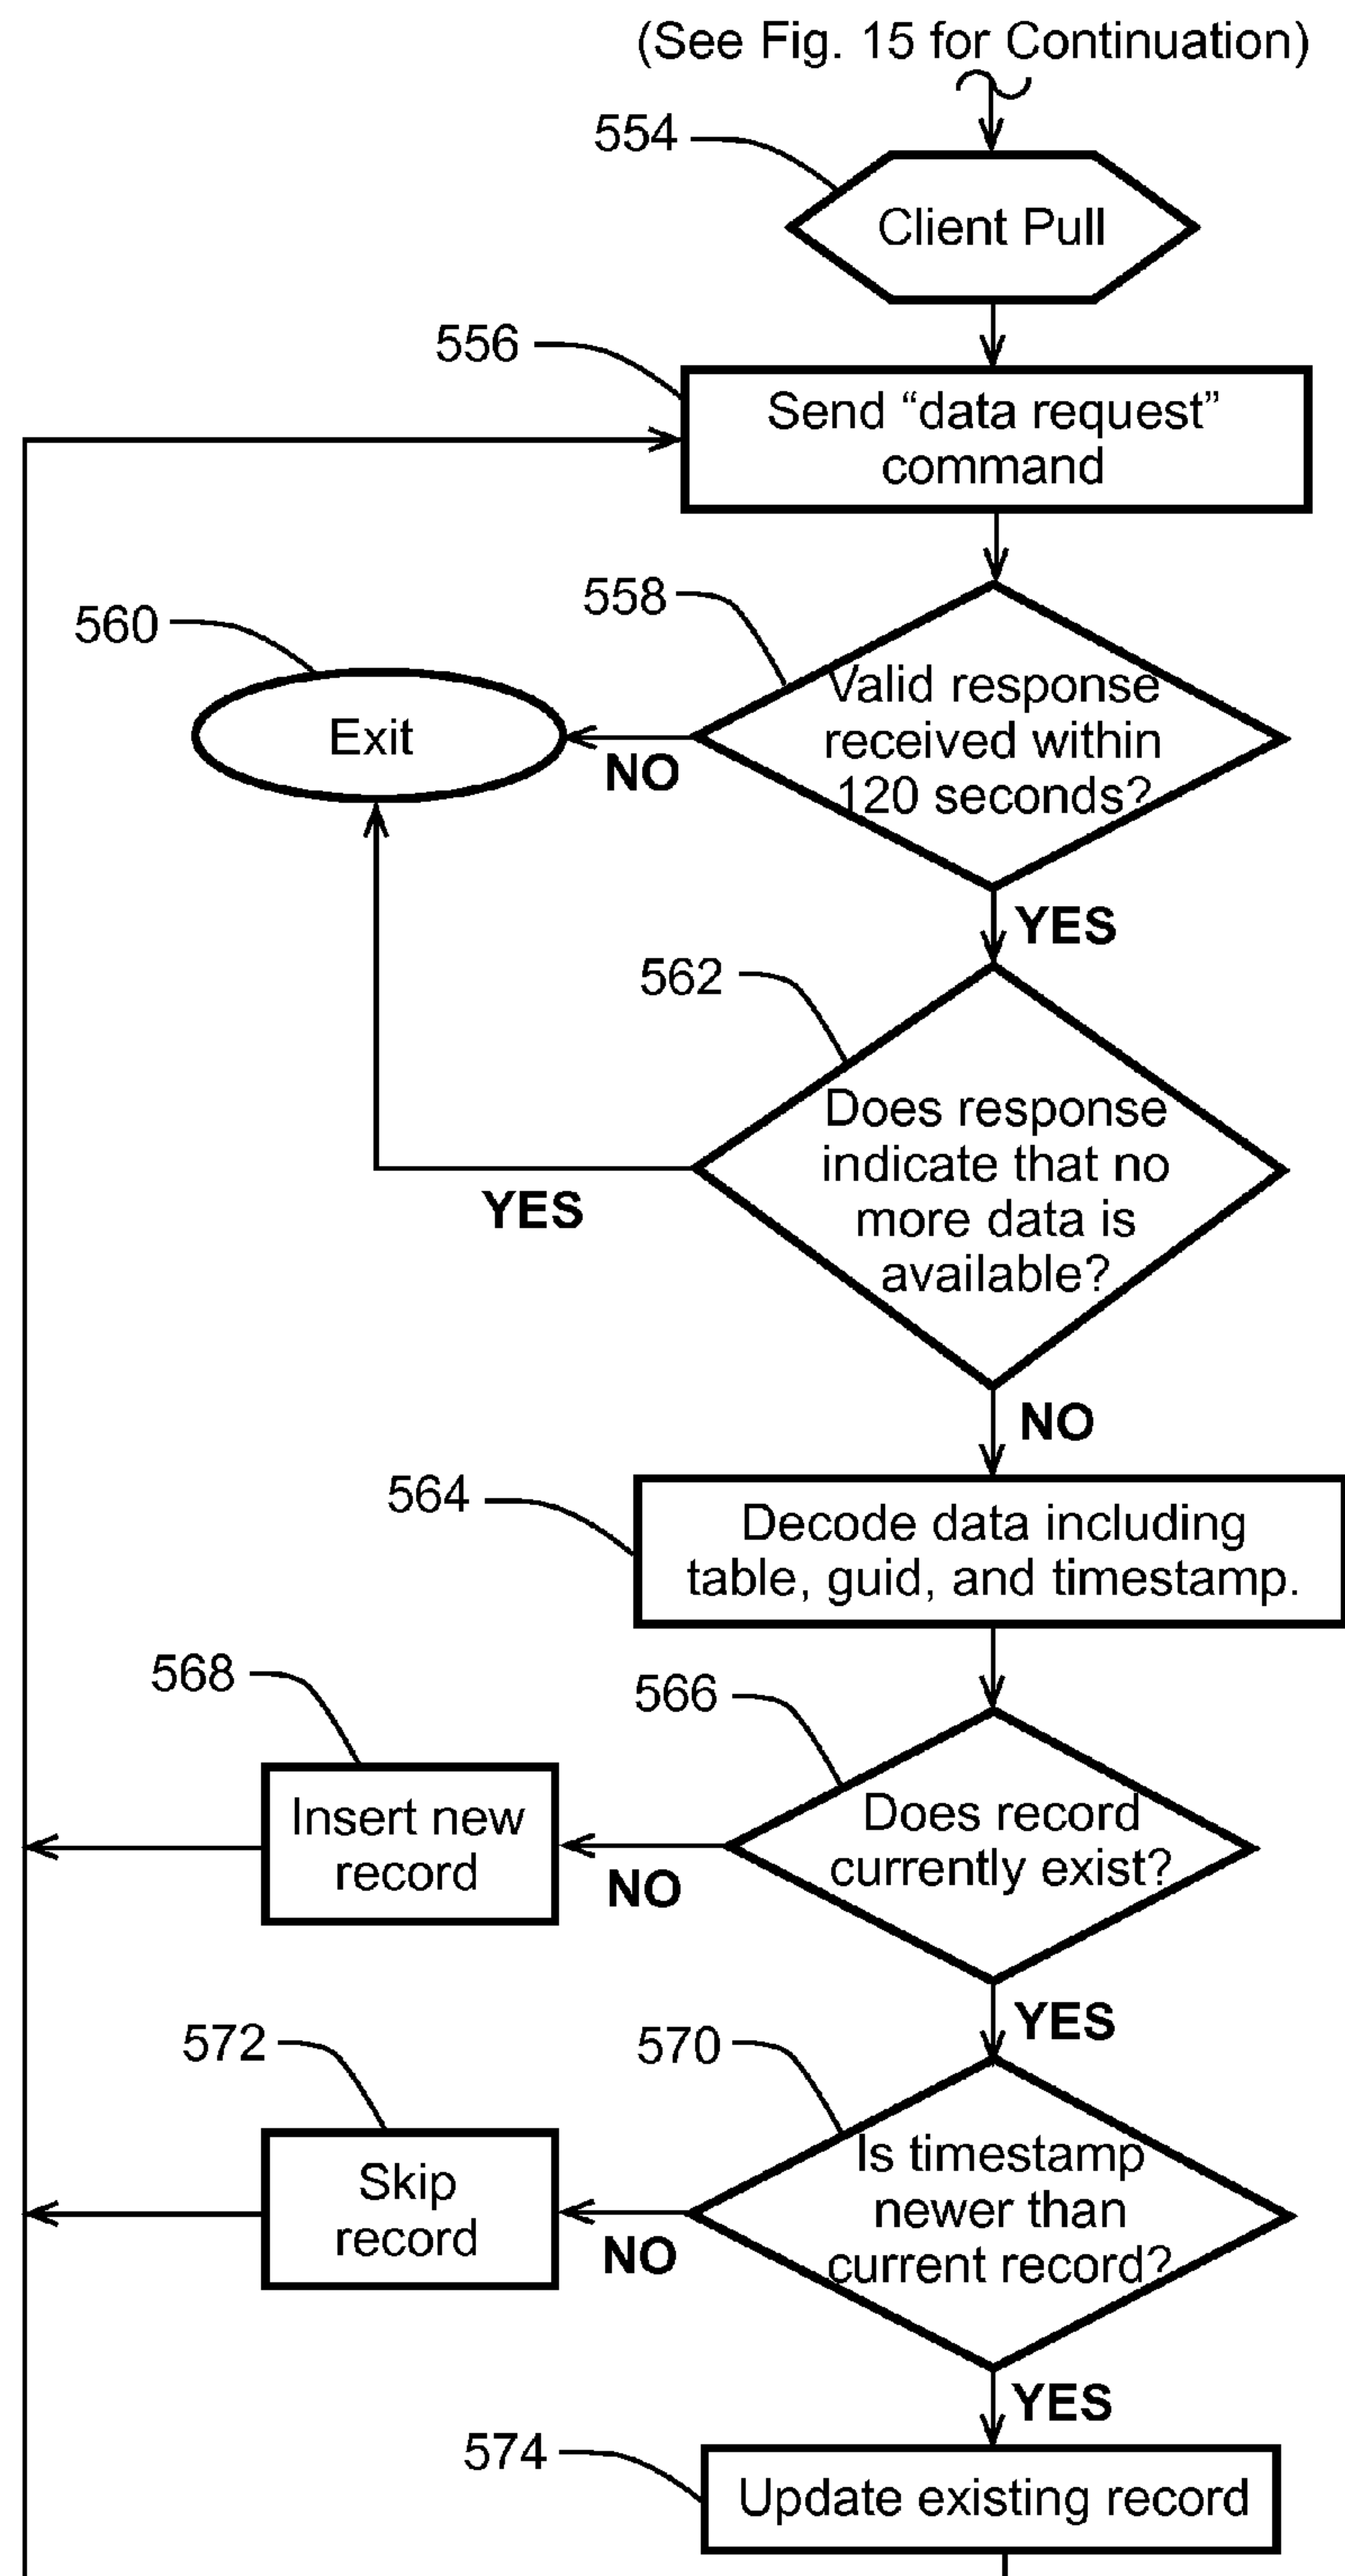 (See Fig. 15 for Continuation)
554
Client Pull
556
Send “data request”
command
558
560
Valid response
received within
120 seconds?
Exit
NO
YES
562
Does response
indicate that no
more data is
available?
YES
NO
564
Decode data including
table, guid, and timestamp.
568
566
Insert new
record
Does record
currently exist?
NO
YES
572
570
Skip
record
Is timestamp
newer than
current record?
NO
YES
574
Update existing record